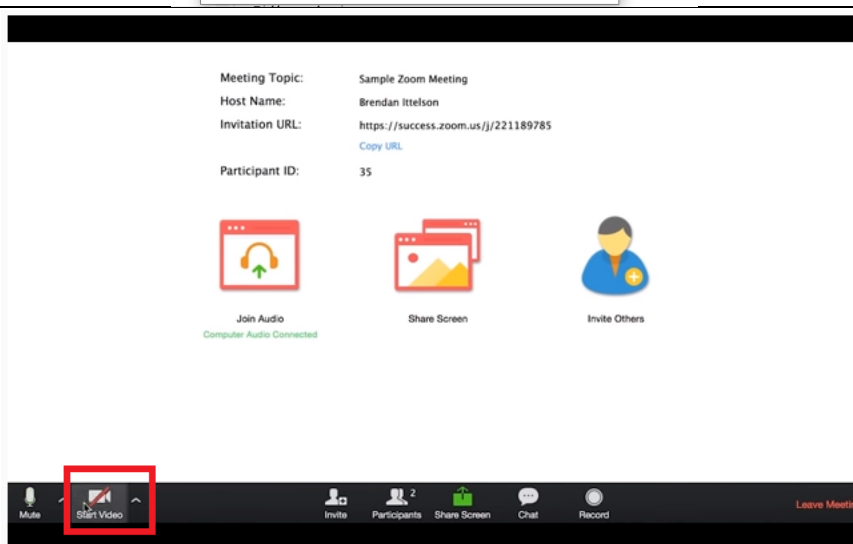 Meeting Topic: Sample Zoom Meeting
Host Name: Brendan Ittelson
Invitation URL: https://success.zoom.us/j/221189785
Copy URL
Participant ID: 35
Join Audio Share Screen Invite Others
Computer Audio Connected
2
Mute Start Video Invite Participants Share Screen Chat Record Leave Meetin